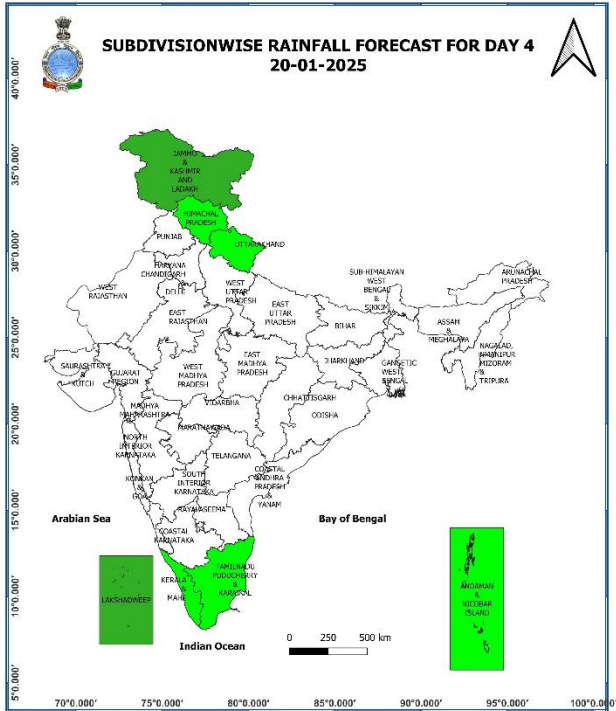 SUBDIVISIONWISE RAINFALL FORECAST FOR DAY 4
20-01-2025
40°0.000'
35°0.000'
30°0.000'
25°0.000'
20°0.000'
15°0.000'
10°0.000'
5°0.000'
JAMMU
&
KASHMIR
AND
LADAKH
HIMACHAL
PRADESH
PUNJAB
UTTARAKHAND
HARYANA
CHANDIGARH
&
DELHI
WEST
RAJASTHAN
WEST
UTTAR
PRADESH
EAST
RAJASTHAN
EAST
UTTAR
PRADESH
SUB-HIMALAYAN
WEST
BENGAL
&
SIKKIM
ARUNACHAL
PRADESH
BIHAR
ASSAM
&
MEGHALAYA
NAGALAD,
MANIPUR
MIZORAM
&
TRIPURA
SAURASHTRA
&
KUTCH
GUJARAT
REGION
WEST
MADHYA
PRADESH
EAST
MADHYA
PRADESH
JHARKHAND
GANGETIC
WEST
BENGAL
CHHATTISGARH
ODISHA
MADHYA
MAHARASHTRA
VIDARBHA
MARATHAWADA
NORTH
INTERIOR
KARNATAKA
TELANGANA
KONKAN
&
GOA
SOUTH
INTERIOR
KARNATAKA
COASTAL
ANDHRA
PRADESH
&
YANAM
RAYALASEEMA
COASTAL
KARNATAKA
Arabian Sea
Bay of Bengal
TAMILNADU
PUDUCHERRY
&
KARAIKAL
KERALA
&
MAHE
LAKSHADWEEP
ANDAMAN
&
NICOBAR
ISLAND
Indian Ocean
0 250 500 km
70°0.000' 75°0.000' 80°0.000' 85°0.000' 90°0.000' 95°0.000' 100°0.000'